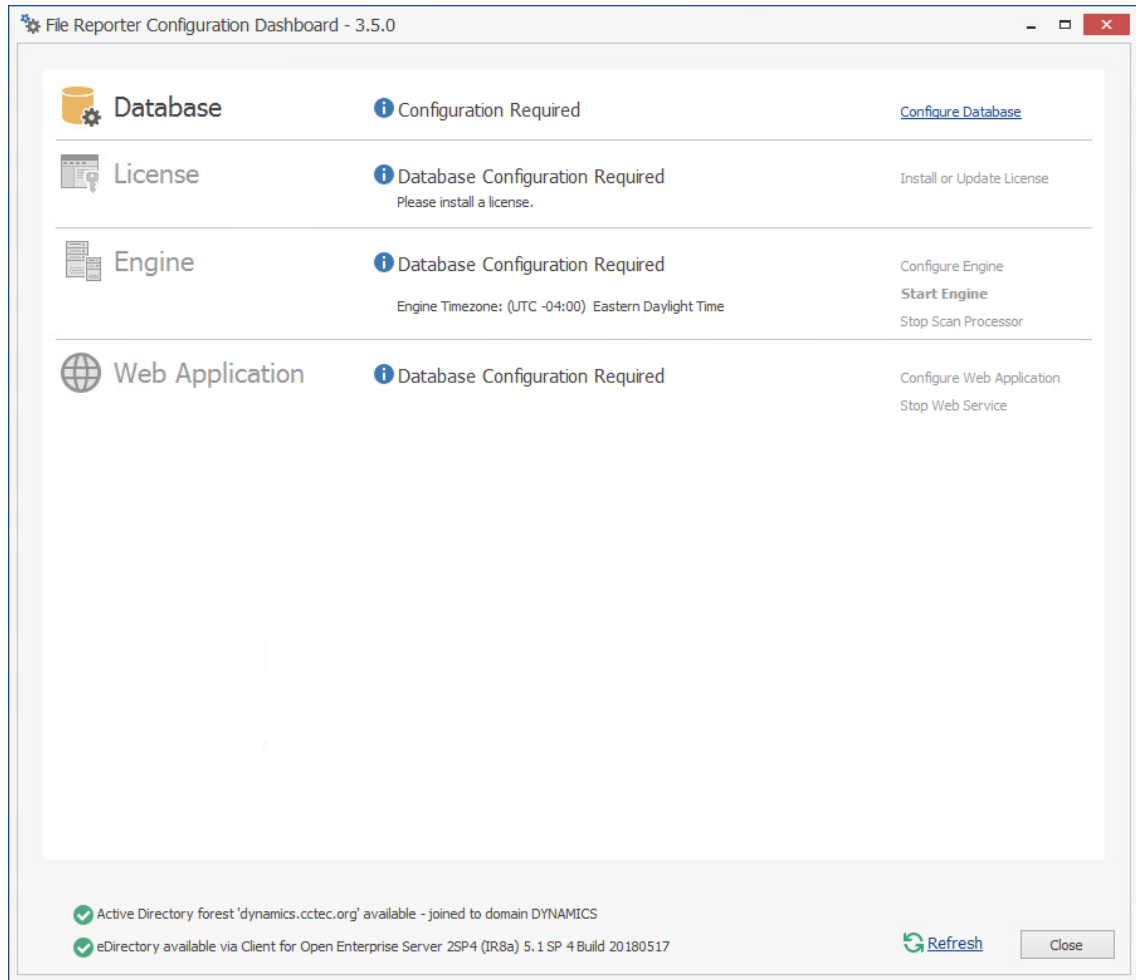 File Reporter Configuration Dashboard - 3.5.0
Database
Configuration Required
Configure Database
License
Database Configuration Required
Install or Update License
Please install a license.
Engine
Database Configuration Required
Configure Engine
Start Engine
Engine Timezone: (UTC -04:00) Eastern Daylight Time
Stop Scan Processor
Web Application
Database Configuration Required
Configure Web Application
Stop Web Service
Active Directory forest 'dynamics.cctec.org' available - joined to domain DYNAMICS
eDirectory available via Client for Open Enterprise Server 2SP4 (IR8a) 5.1 SP 4 Build 20180517
Refresh
Close